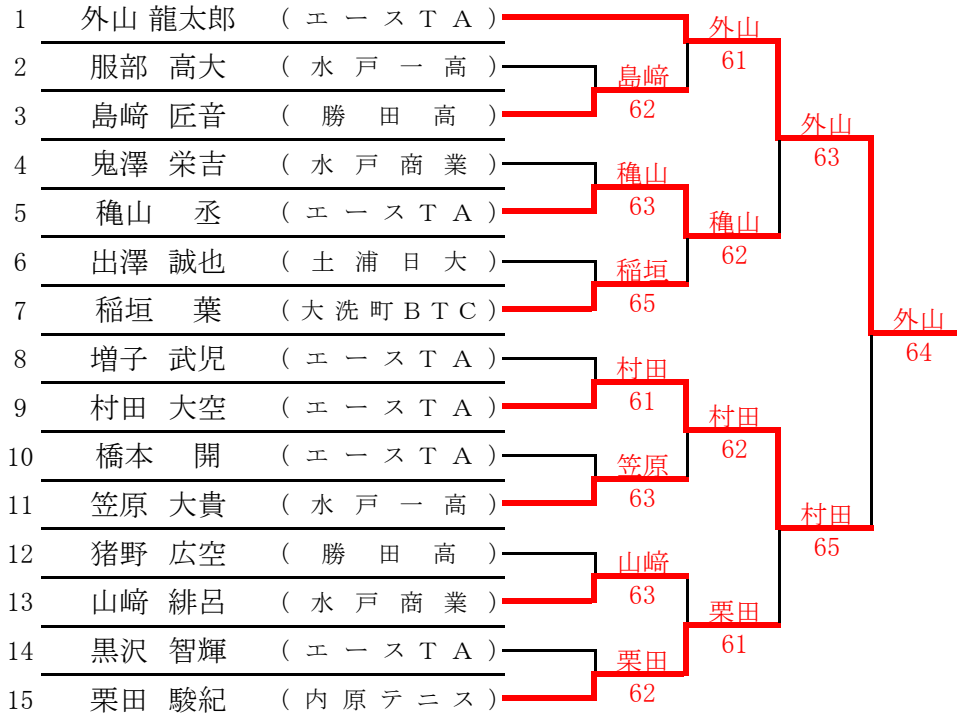 1 外山 龍太郎 (エースTA)
2 服部 高大 (水戸一高)
3 島﨑 匠音 (勝田高)
4 鬼澤 栄吉 (水戸商業)
5 穐山 丞 (エースTA)
6 出澤 誠也 (土浦日大)
7 稲垣 葉 (大洗町BTC)
8 増子 武児 (エースTA)
9 村田 大空 (エースTA)
10 橋本 開 (エースTA)
11 笠原 大貴 (水戸一高)
12 猪野 広空 (勝田高)
13 山﨑 緋呂 (水戸商業)
14 黒沢 智輝 (エースTA)
15 栗田 駿紀 (内原テニス)
島﨑
62
穐山
63
稲垣
65
村田
61
笠原
63
山﨑
63
栗田
62
外山
61
穐山
62
村田
62
栗田
61
外山
63
村田
65
外山
64